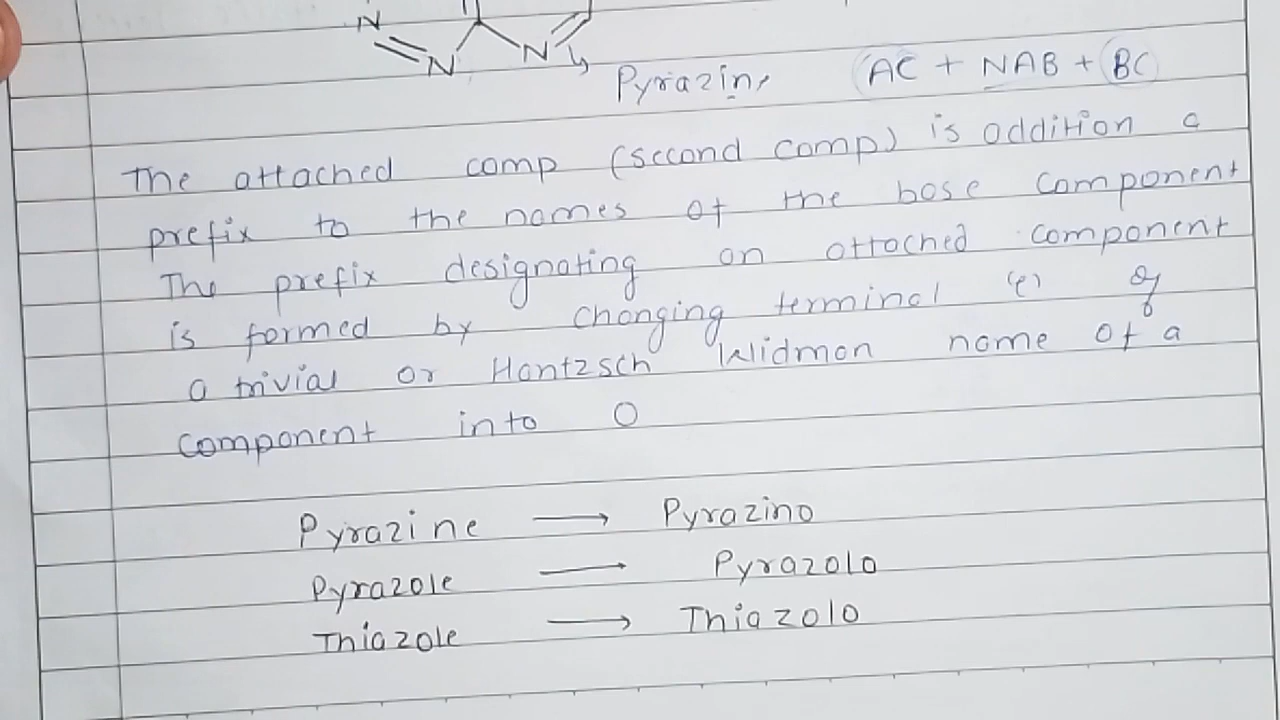 N
N
N
Pyrazin, (AC + NAB + BC)
The attached comp (second comp) is addition a
prefix to the names of the base component
The prefix designating an attached component
is formed by changing terminal (e) of
a trivial or Hantzsch Widman name of a
component into O
Pyrazine → Pyrazino
Pyrazole → Pyrazolo
Thiazole → Thiazolo